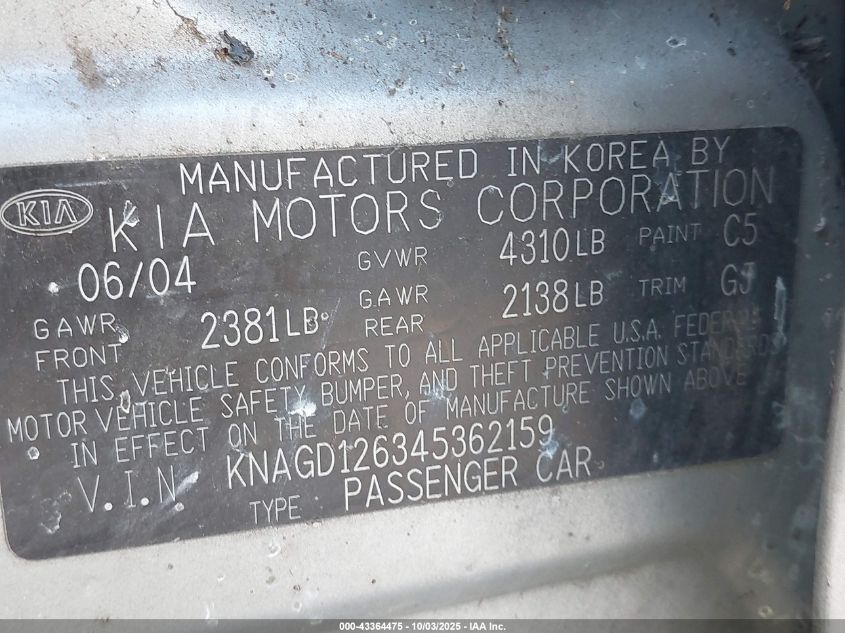 MANUFACTURED IN KOREA BY
KIA KIA MOTORS CORPORATION
06/04 GVWR 4310LB PAINT C5
GAWR FRONT 2381LB GAWR REAR 2138LB TRIM GJ
THIS VEHICLE CONFORMS TO ALL APPLICABLE U.S.A. FEDERAL
MOTOR VEHICLE SAFETY, BUMPER, AND THEFT PREVENTION STANDARDS
IN EFFECT ON THE DATE OF MANUFACTURE SHOWN ABOVE
V.I.N KNAGD126345362159
TYPE PASSENGER CAR
000-43364475 - 10/03/2025 - IAA Inc.